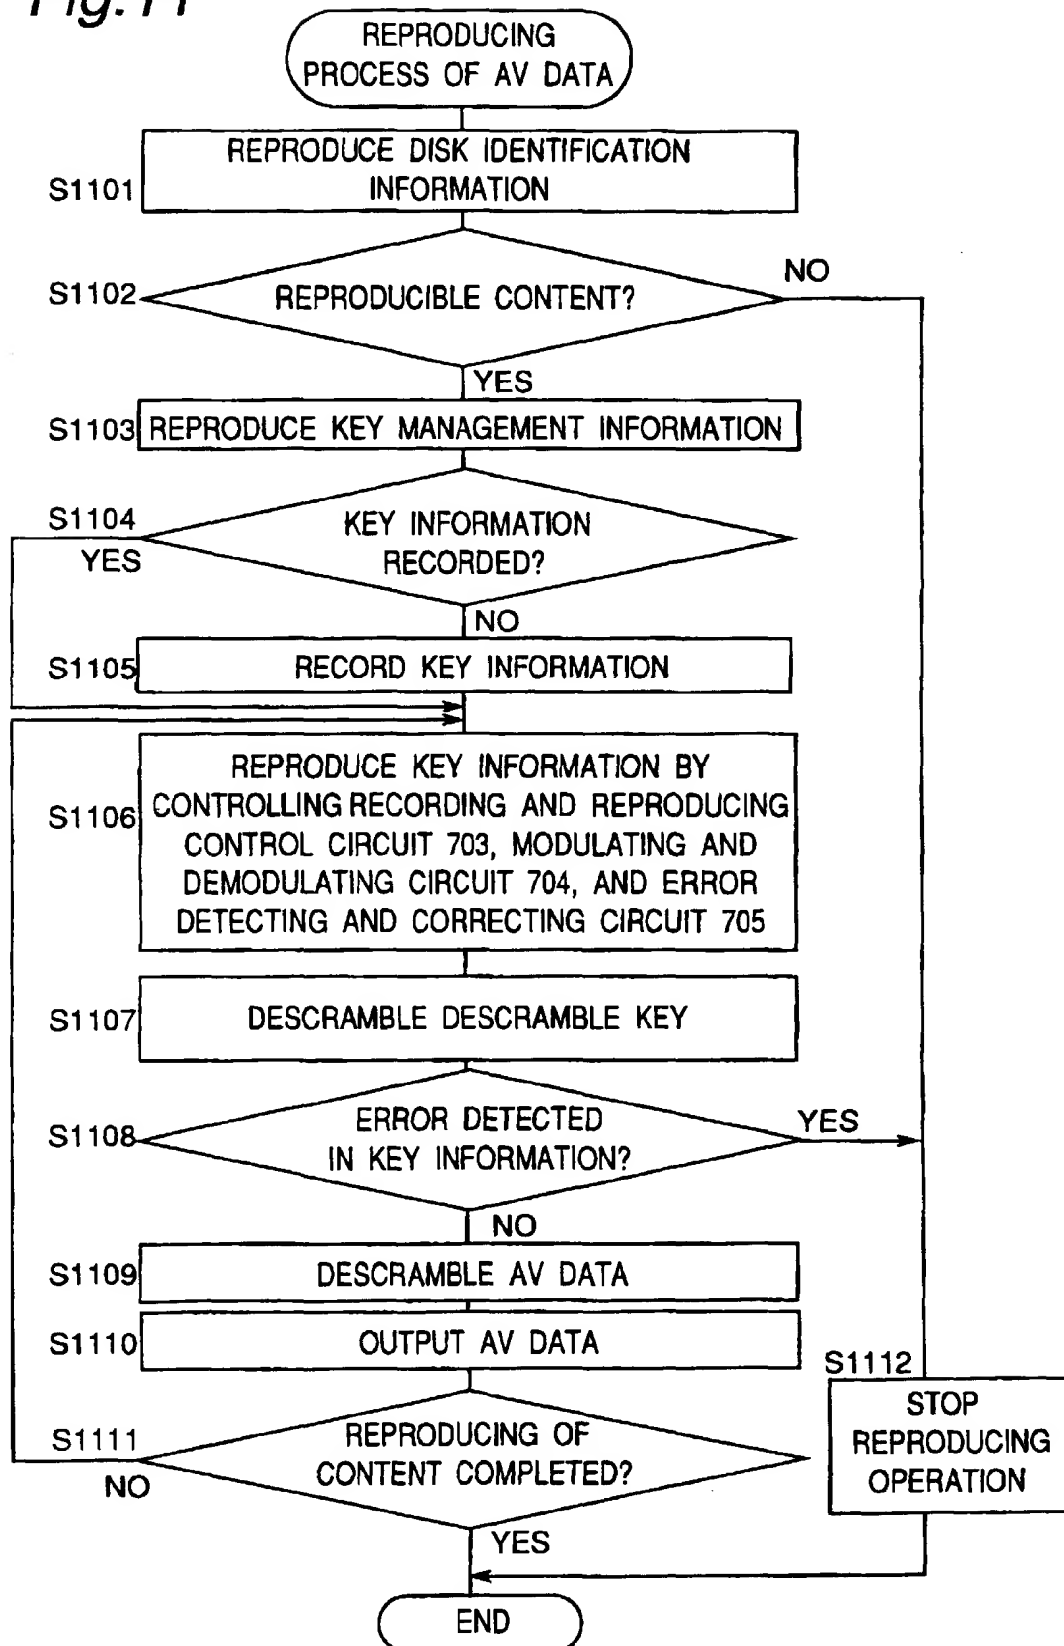 Fig. 11
REPRODUCING
PROCESS OF AV DATA
REPRODUCE DISK IDENTIFICATION
INFORMATION
S1101
S1102
REPRODUCIBLE CONTENT?
NO
YES
S1103
REPRODUCE KEY MANAGEMENT INFORMATION
S1104
KEY INFORMATION
RECORDED?
YES
NO
S1105
RECORD KEY INFORMATION
REPRODUCE KEY INFORMATION BY
CONTROLLING RECORDING AND REPRODUCING
CONTROL CIRCUIT 703, MODULATING AND
DEMODULATING CIRCUIT 704, AND ERROR
DETECTING AND CORRECTING CIRCUIT 705
S1106
S1107
DESCRAMBLE DESCRAMBLE KEY
S1108
ERROR DETECTED
IN KEY INFORMATION?
YES
NO
S1109
DESCRAMBLE AV DATA
S1110
OUTPUT AV DATA
S1111
REPRODUCING OF
CONTENT COMPLETED?
NO
YES
S1112
STOP
REPRODUCING
OPERATION
END